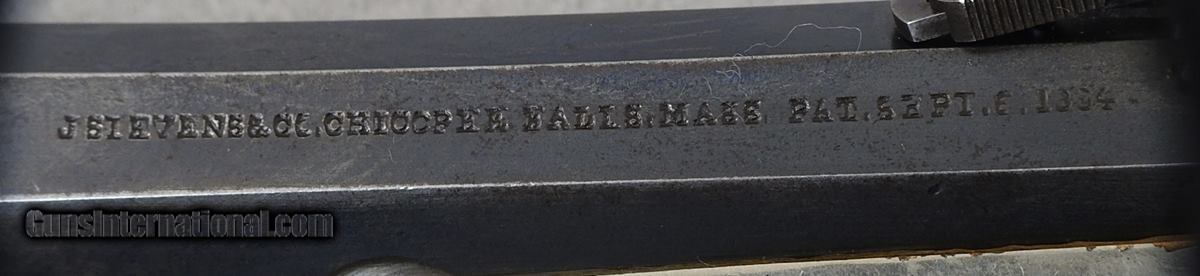 J STEVENS & CO. CHICOPEE FALLS. MASS PAT. SEPT. 6. 1864
GunsInternational.com